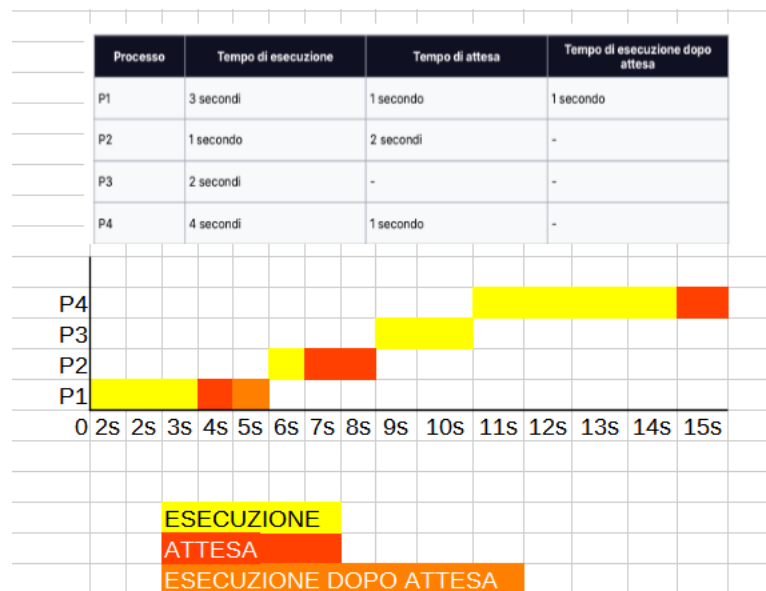 Processo Tempo di esecuzione Tempo di attesa Tempo di esecuzione dopo attesa
P1 3 secondi 1 secondo 1 secondo
P2 1 secondo 2 secondi -
P3 2 secondi - -
P4 4 secondi 1 secondo -
P4
P3
P2
P1
0 2s 2s 3s 4s 5s 6s 7s 8s 9s 10s 11s 12s 13s 14s 15s
ESECUZIONE
ATTESA
ESECUZIONE DOPO ATTESA